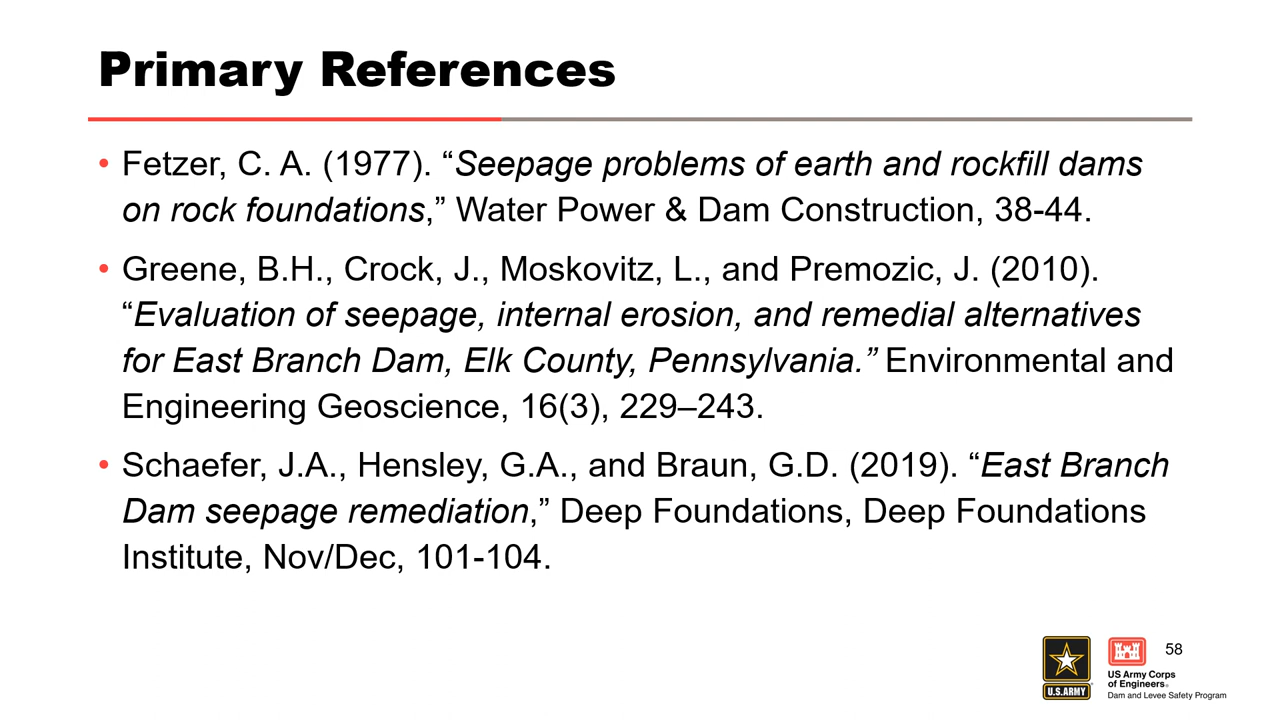 Primary References
• Fetzer, C. A. (1977). “Seepage problems of earth and rockfill dams
on rock foundations,” Water Power & Dam Construction, 38-44.
• Greene, B.H., Crock, J., Moskovitz, L., and Premozic, J. (2010).
“Evaluation of seepage, internal erosion, and remedial alternatives
for East Branch Dam, Elk County, Pennsylvania.” Environmental and
Engineering Geoscience, 16(3), 229–243.
• Schaefer, J.A., Hensley, G.A., and Braun, G.D. (2019). “East Branch
Dam seepage remediation,” Deep Foundations, Deep Foundations
Institute, Nov/Dec, 101-104.
58
U.S.ARMY
US Army Corps
of Engineers®
Dam and Levee Safety Program